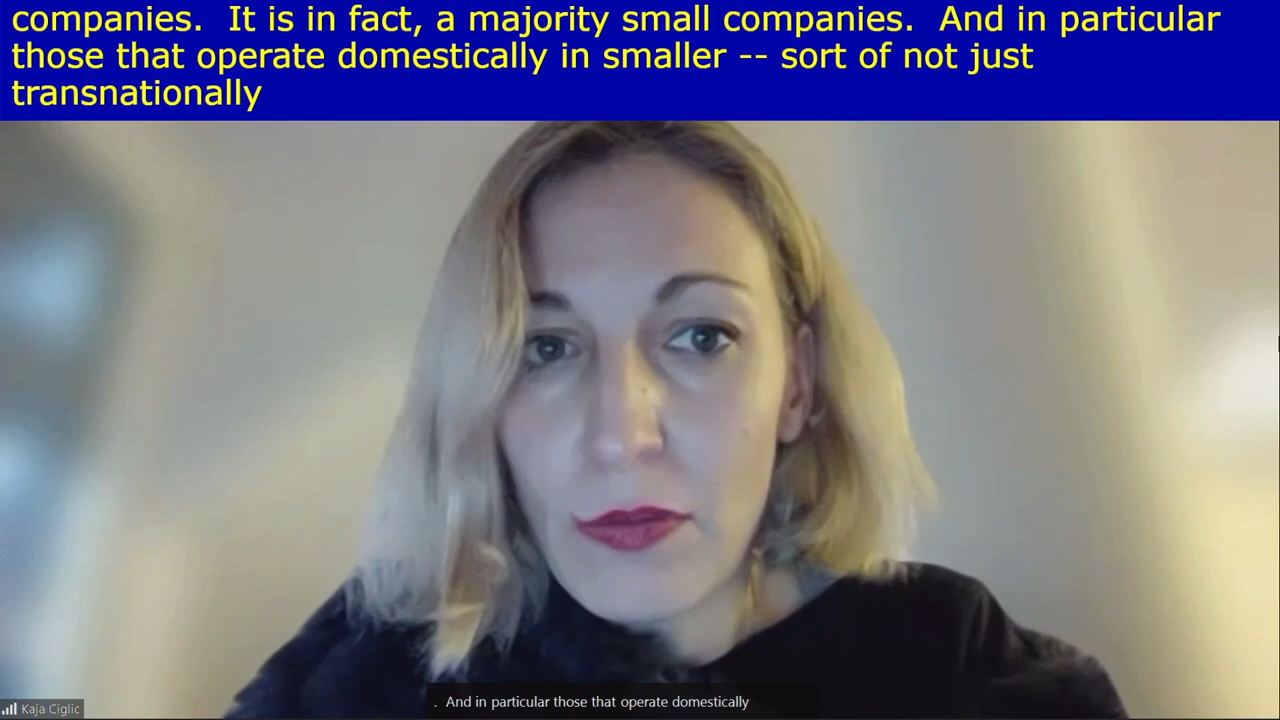 companies.  It is in fact, a majority small companies.  And in particular
those that operate domestically in smaller -- sort of not just
transnationally
.  And in particular those that operate domestically
Kaja Ciglic